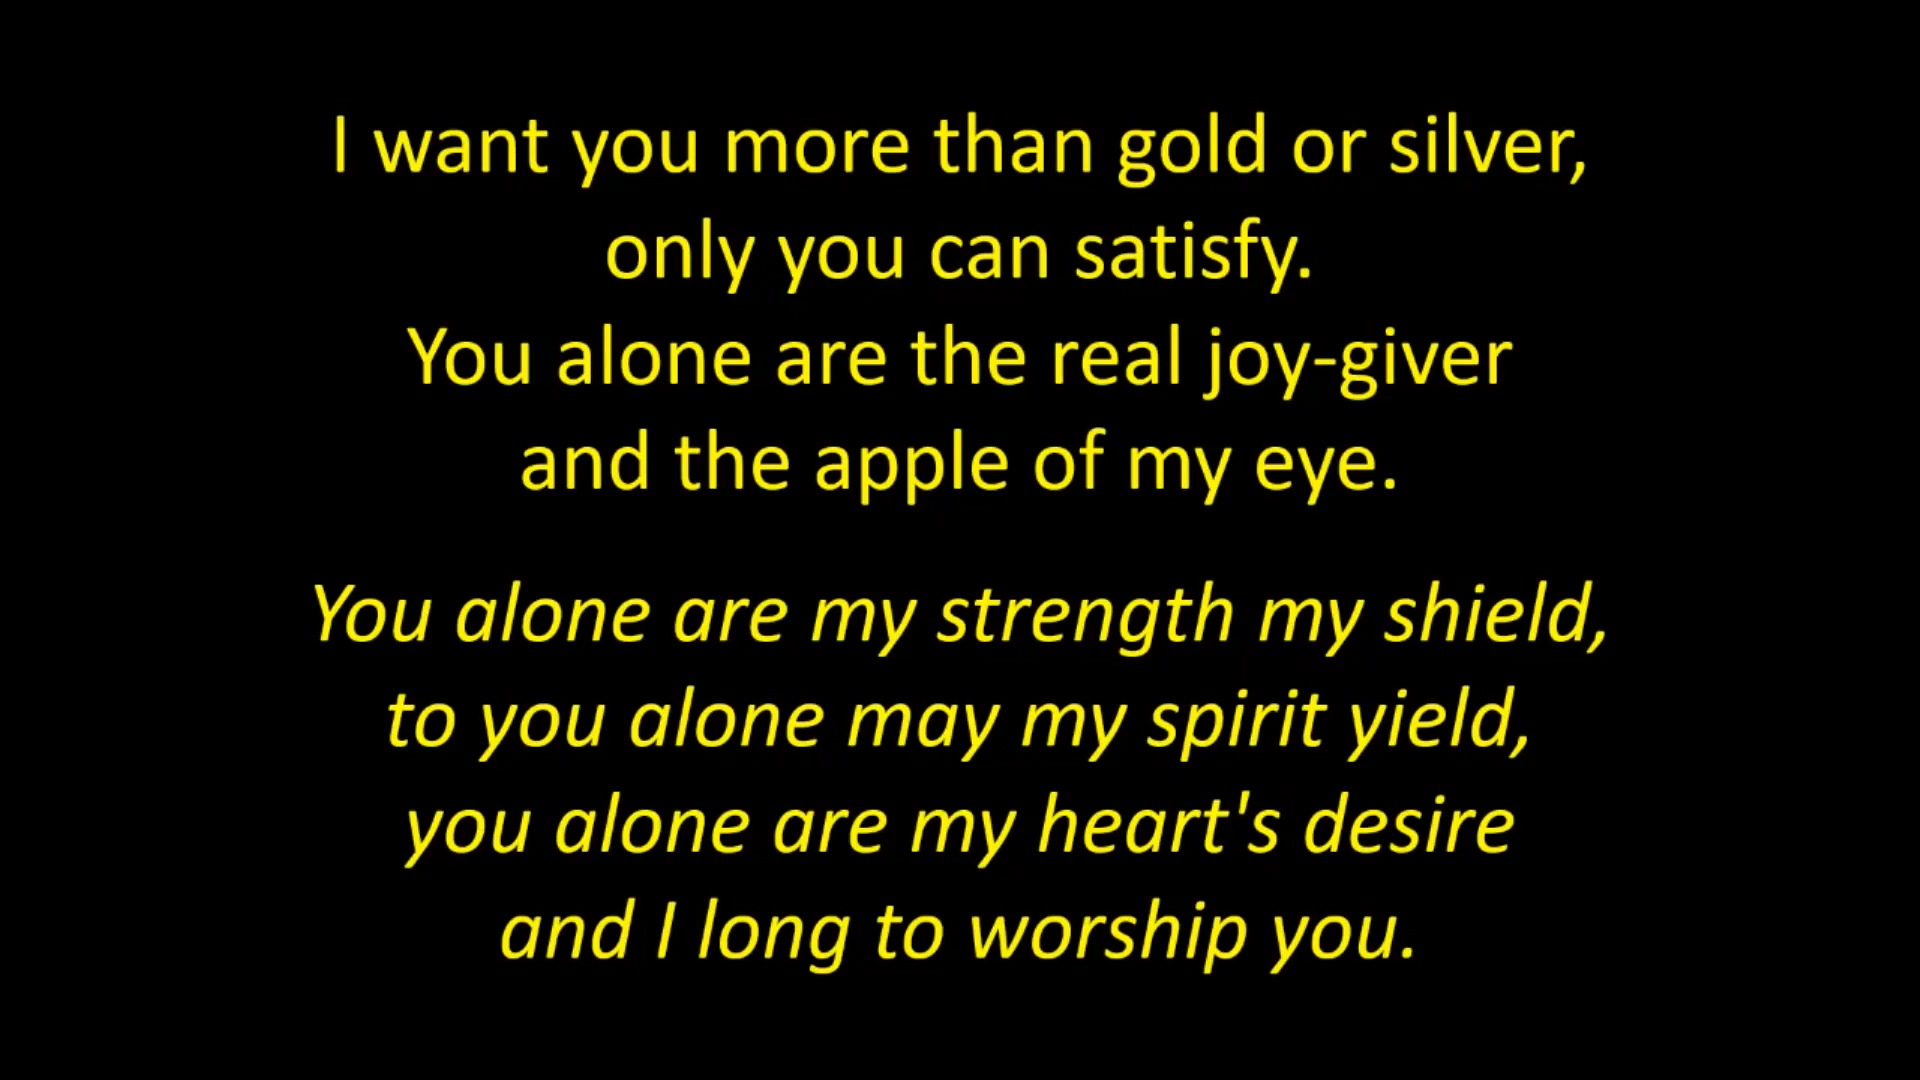 I want you more than gold or silver,
only you can satisfy.
You alone are the real joy-giver
and the apple of my eye.
You alone are my strength my shield,
to you alone may my spirit yield,
you alone are my heart's desire
and I long to worship you.